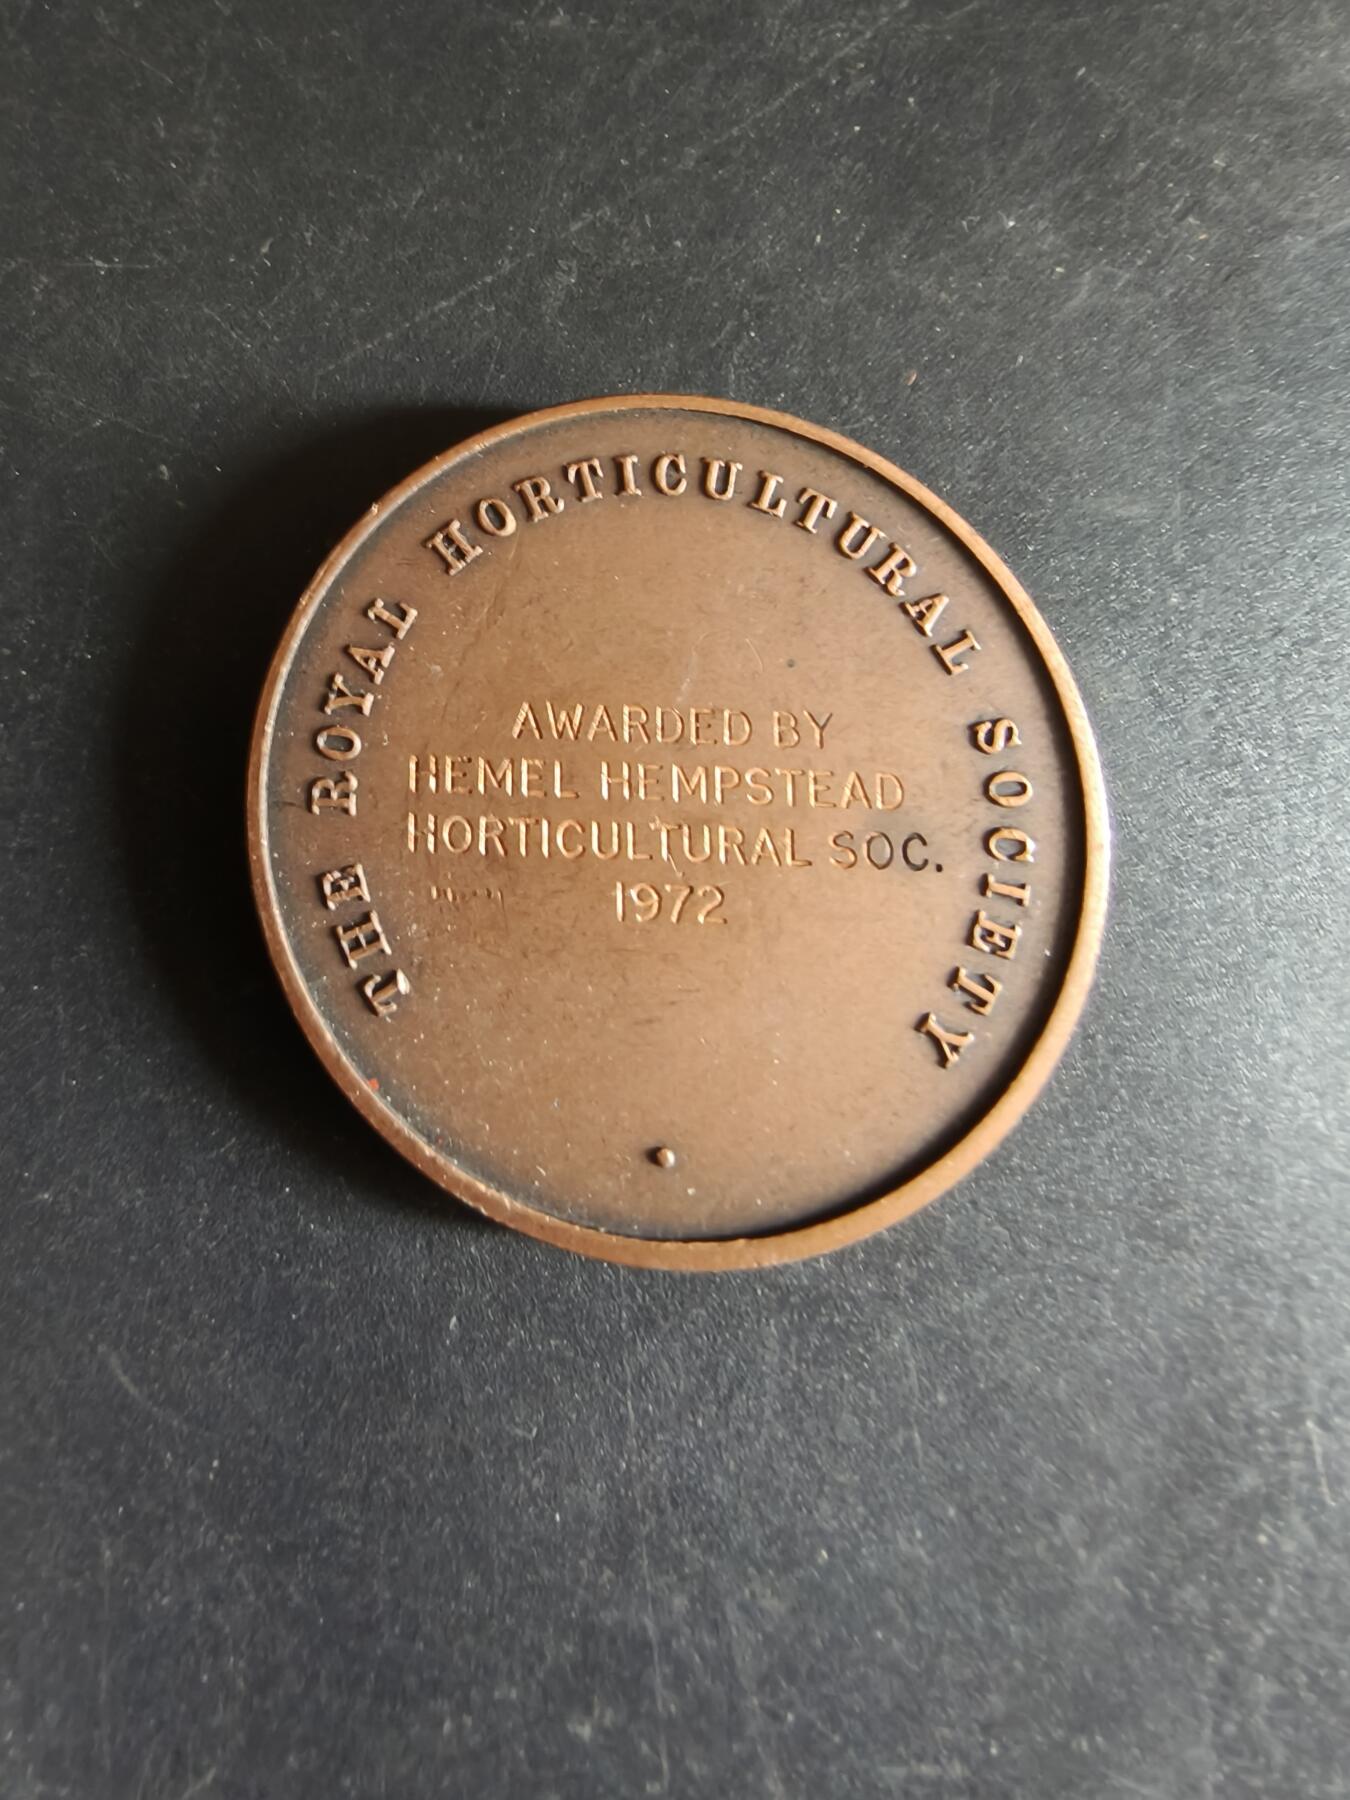 THE ROYAL HORTICULTURAL SOCIETY
AWARDED BY
HEMEL HEMPSTEAD
HORTICULTURAL SOC.
1972